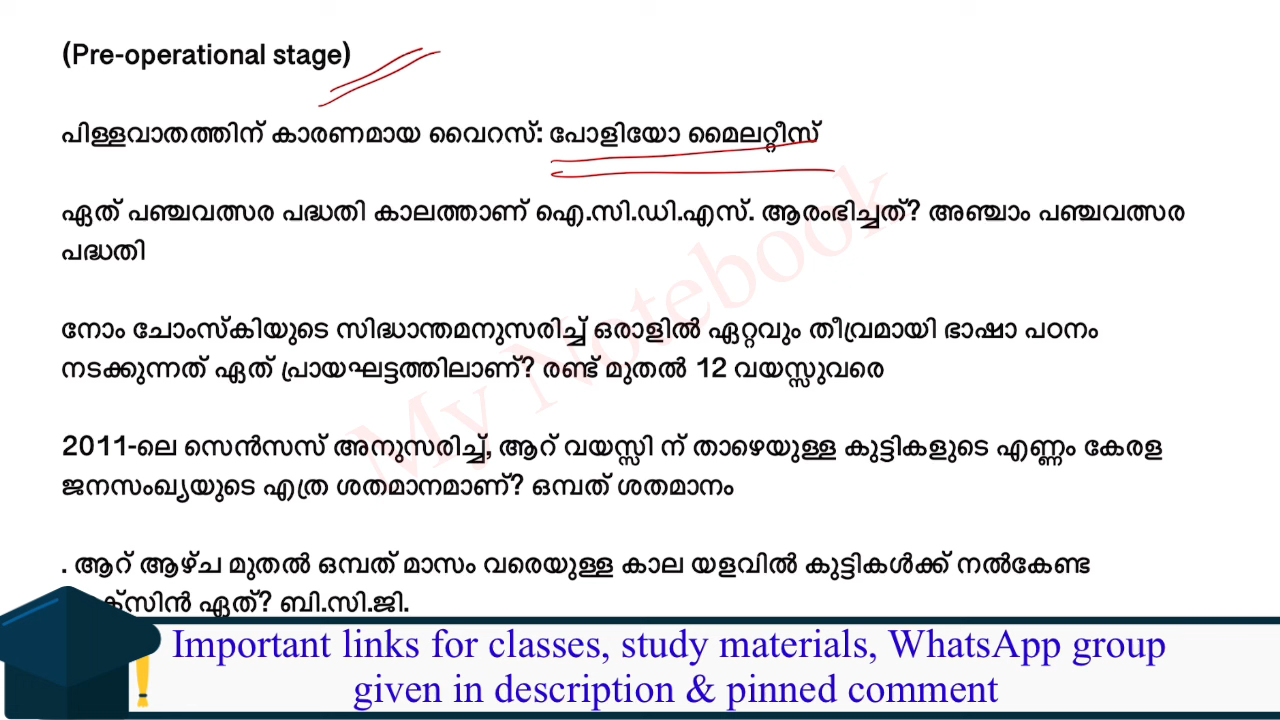 (Pre-operational stage)
പിള്ളവാതത്തിന് കാരണമായ വൈറസ്: പോളിയോ മൈലറ്റീസ്
ഏത് പഞ്ചവത്സര പദ്ധതി കാലത്താണ് ഐ.സി.ഡി.എസ്. ആരംഭിച്ചത്? അഞ്ചാം പഞ്ചവത്സര
പദ്ധതി
നോം ചോംസ്കിയുടെ സിദ്ധാന്തമനുസരിച്ച് ഒരാളിൽ ഏറ്റവും തീവ്രമായി ഭാഷാ പഠനം
നടക്കുന്നത് ഏത് പ്രായഘട്ടത്തിലാണ്? രണ്ട് മുതൽ 12 വയസ്സുവരെ
2011-ലെ സെൻസസ് അനുസരിച്ച്, ആറ് വയസ്സി ന് താഴെയുള്ള കുട്ടികളുടെ എണ്ണം കേരള
ജനസംഖ്യയുടെ എത്ര ശതമാനമാണ്? ഒമ്പത് ശതമാനം
. ആറ് ആഴ്ച മുതൽ ഒമ്പത് മാസം വരെയുള്ള കാല യളവിൽ കുട്ടികൾക്ക് നൽകേണ്ട
ഏത്? ബി.സി.ജി.
My Notebook
Important links for classes, study materials, WhatsApp group
given in description & pinned comment